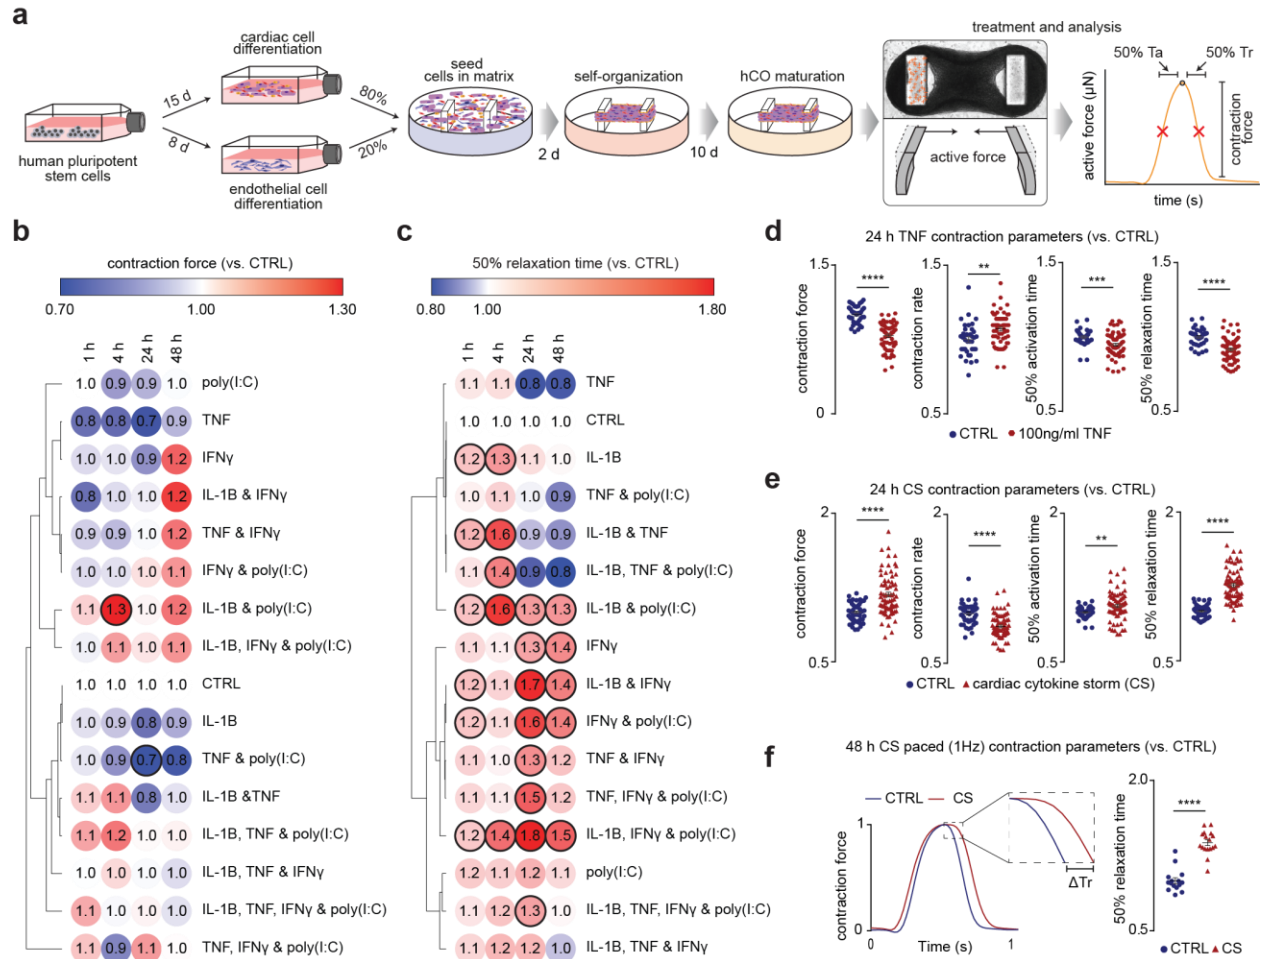 a
cardiac cell
differentiation
15 d
8 d
human pluripotent
stem cells
endothelial cell
differentiation
80%
20%
seed
cells in matrix
2 d
self-organization
10 d
hCO maturation
treatment and analysis
active force
50% Ta
50% Tr
active force (µN)
contraction
force
time (s)
b
contraction force (vs. CTRL)
0.70
1.00
1.30
1 h
4 h
24 h
48 h
1.0 0.9 0.9 1.0 poly(I:C)
0.8 0.8 0.7 0.9 TNF
1.0 1.0 0.9 1.2 IFNγ
0.8 1.0 1.0 1.2 IL-1B & IFNγ
0.9 0.9 1.0 1.2 TNF & IFNγ
1.0 1.0 1.0 1.1 IFNγ & poly(I:C)
1.1 1.3 1.0 1.2 IL-1B & poly(I:C)
1.0 1.1 1.0 1.1 IL-1B, IFNγ & poly(I:C)
1.0 1.0 1.0 1.0 CTRL
1.0 0.9 0.8 0.9 IL-1B
1.0 0.9 0.7 0.8 TNF & poly(I:C)
1.1 1.1 0.8 1.0 IL-1B &TNF
1.1 1.2 1.0 1.0 IL-1B, TNF & poly(I:C)
1.0 1.0 1.0 1.0 IL-1B, TNF & IFNγ
1.1 1.0 1.0 1.0 IL-1B, TNF, IFNγ & poly(I:C)
1.1 0.9 1.1 1.0 TNF, IFNγ & poly(I:C)
c
50% relaxation time (vs. CTRL)
0.80
1.00
1.80
1 h
4 h
24 h
48 h
1.1 1.1 0.8 0.8 TNF
1.0 1.0 1.0 1.0 CTRL
1.2 1.3 1.1 1.0 IL-1B
1.0 1.1 1.0 0.9 TNF & poly(I:C)
1.2 1.6 0.9 0.9 IL-1B & TNF
1.1 1.4 0.9 0.8 IL-1B, TNF & poly(I:C)
1.2 1.6 1.3 1.3 IL-1B & poly(I:C)
1.1 1.1 1.3 1.4 IFNγ
1.2 1.1 1.7 1.4 IL-1B & IFNγ
1.2 1.1 1.6 1.4 IFNγ & poly(I:C)
1.1 1.0 1.3 1.2 TNF & IFNγ
1.1 1.1 1.5 1.2 TNF, IFNγ & poly(I:C)
1.2 1.4 1.8 1.5 IL-1B, IFNγ & poly(I:C)
1.2 1.1 1.2 1.1 poly(I:C)
1.1 1.2 1.3 1.0 IL-1B, TNF, IFNγ & poly(I:C)
1.1 1.2 1.2 1.0 IL-1B, TNF & IFNγ
d
24 h TNF contraction parameters (vs. CTRL)
1.5
contraction force
0
****
1.5
contraction rate
0.5
**
1.5
50% activation time
0.5
***
1.5
50% relaxation time
0.5
****
CTRL 100ng/ml TNF
e
24 h CS contraction parameters (vs. CTRL)
2
contraction force
0.5
****
2
contraction rate
0.5
****
2
50% activation time
0.5
**
2
50% relaxation time
0.5
****
CTRL cardiac cytokine storm (CS)
f
48 h CS paced (1Hz) contraction parameters (vs. CTRL)
CTRL CS
1
contraction force
0
0
Time (s)
1
ΔTr
2.0
50% relaxation time
0.5
****
CTRL CS